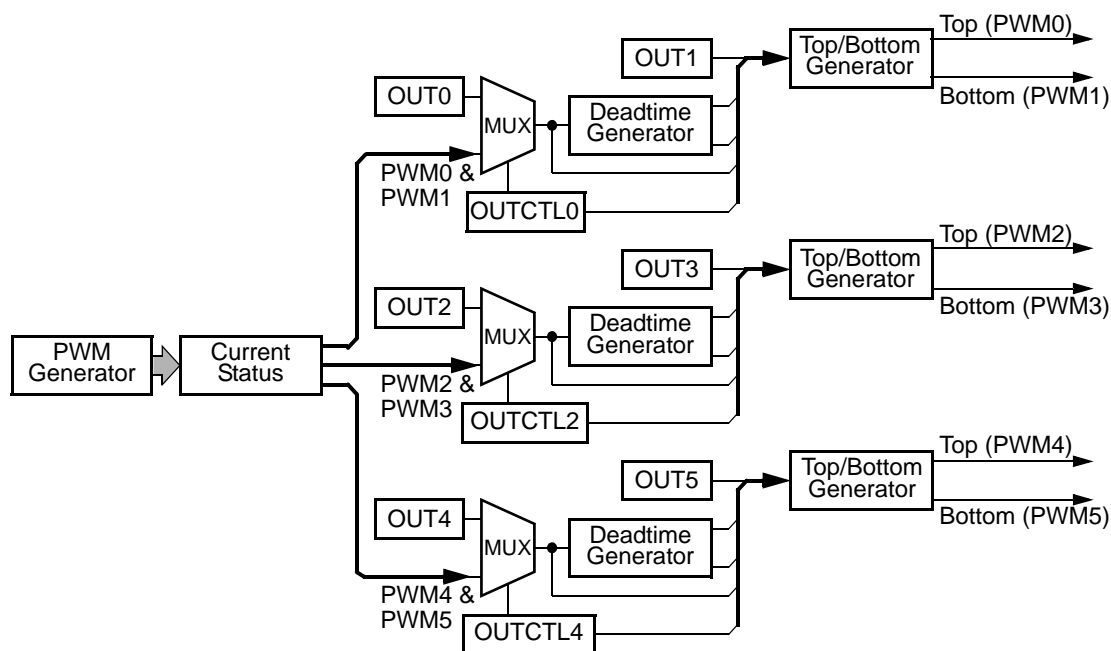 Top (PWM0)
OUT1
Top/Bottom
Generator
OUT0
Bottom (PWM1)
MUX
Deadtime
Generator
PWM0 &
PWM1
OUTCTL0
Top (PWM2)
OUT3
Top/Bottom
Generator
OUT2
Bottom (PWM3)
MUX
Deadtime
Generator
PWM
Generator
Current
Status
PWM2 &
PWM3
OUTCTL2
Top (PWM4)
OUT5
Top/Bottom
Generator
OUT4
Bottom (PWM5)
MUX
Deadtime
Generator
PWM4 &
PWM5
OUTCTL4